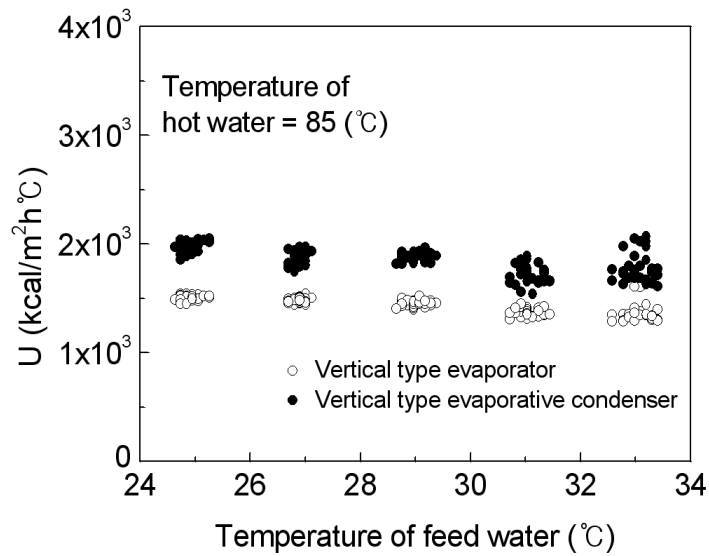 4x10³
3x10³
2x10³
1x10³
0
U (kcal/m²h℃)
Temperature of
hot water = 85 (℃)
Vertical type evaporator
Vertical type evaporative condenser
24 26 28 30 32 34
Temperature of feed water (℃)